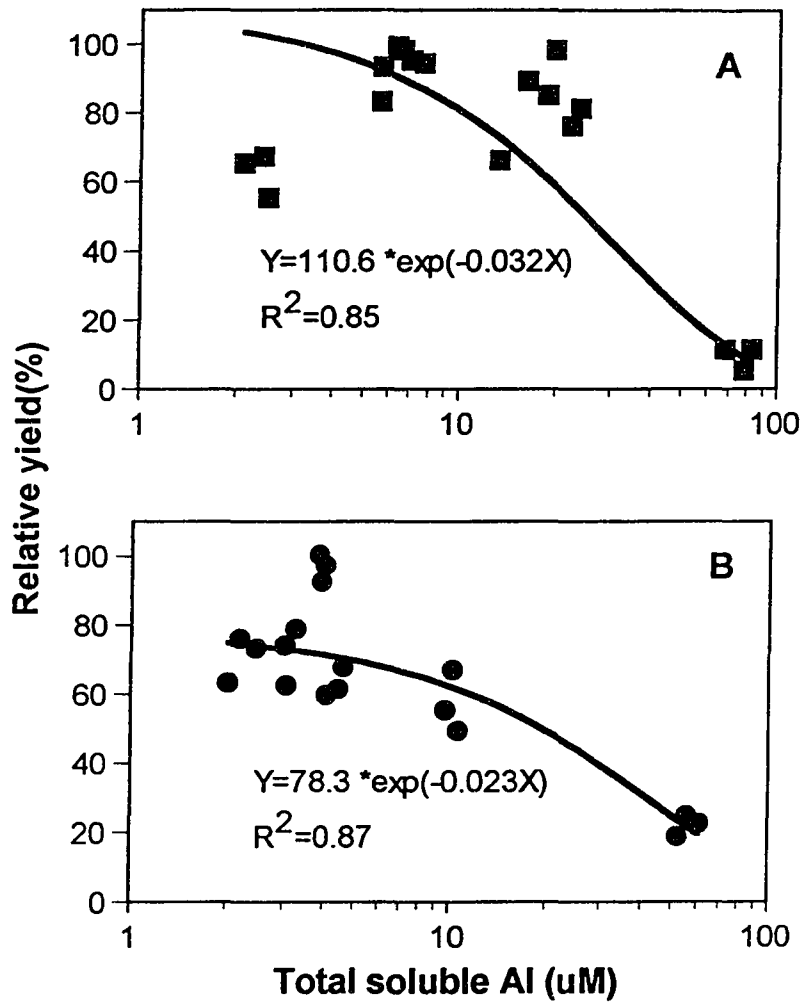 A
100
80
60
40
20
0
Y=110.6 *exp(-0.032X)
R2=0.85
1 10 100
Relative yield(%)
B
100
80
60
40
20
0
Y=78.3 *exp(-0.023X)
R2=0.87
1 10 100
Total soluble Al (uM)